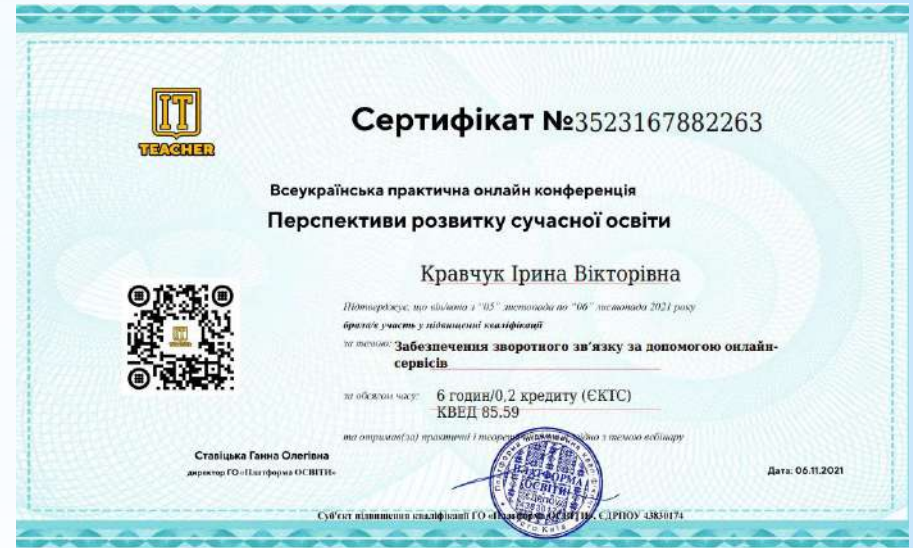 IT
TEACHER
Сертифікат №3523167882263
Всеукраїнська практична онлайн конференція
Перспективи розвитку сучасної освіти
Кравчук Ірина Вікторівна
Підтверджує, що він/вона з "05" листопада по "06" листопада 2021 року
брала/в участь у підвищенні кваліфікації
за темою: Забезпечення зворотного зв'язку за допомогою онлайн-
сервісів
за обсягом часу: 6 годин/0,2 кредиту (ЄКТС)
КВЕД 85.59
та отримав(ла) практичні і з темою вебінару
Ставіцька Ганна Олегівна
директор ГО «Платформа ОСВІТИ»
ПЛАТФОРМА
ОСВІТИ
Дата: 06.11.2021
Суб'єкт підвищення кваліфікації ГО ЄДРПОУ 43830174